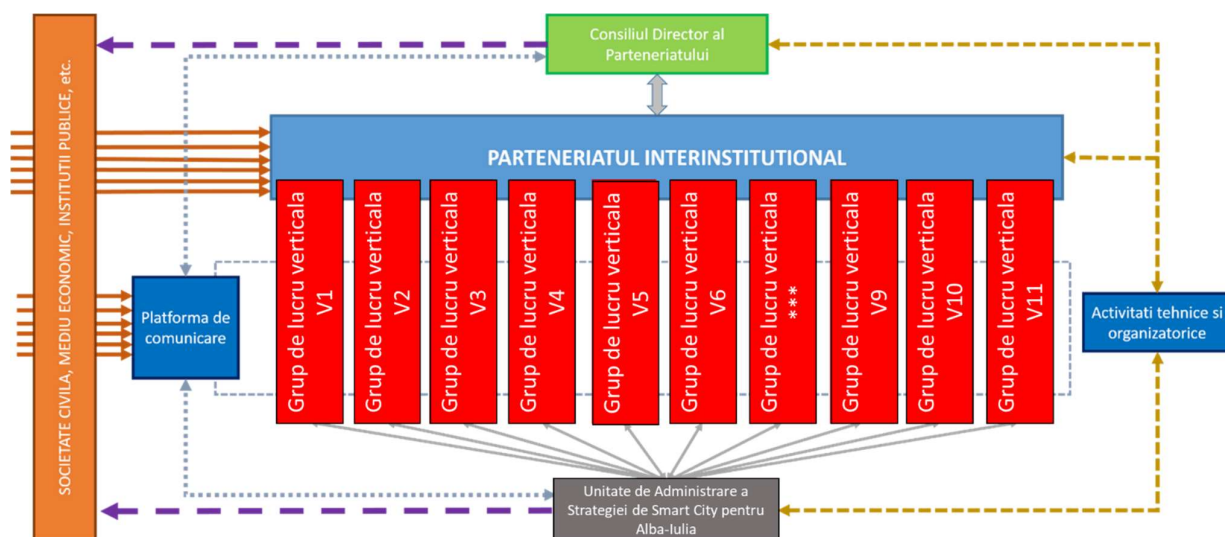 Consiliul Director al
Parteneriatului
SOCIETATE CIVILA, MEDIU ECONOMIC, INSTITUTII PUBLICE, etc.
PARTENERIATUL INTERINSTITUTIONAL
Grup de lucru verticala
V1
Grup de lucru verticala
V2
Grup de lucru verticala
V3
Grup de lucru verticala
V4
Grup de lucru verticala
V5
Grup de lucru verticala
V6
Grup de lucru verticala
***
Grup de lucru verticala
V9
Grup de lucru verticala
V10
Grup de lucru verticala
V11
Platforma de
comunicare
Activitati tehnice si
organizatorice
Unitate de Administrare a
Strategiei de Smart City pentru
Alba-Iulia